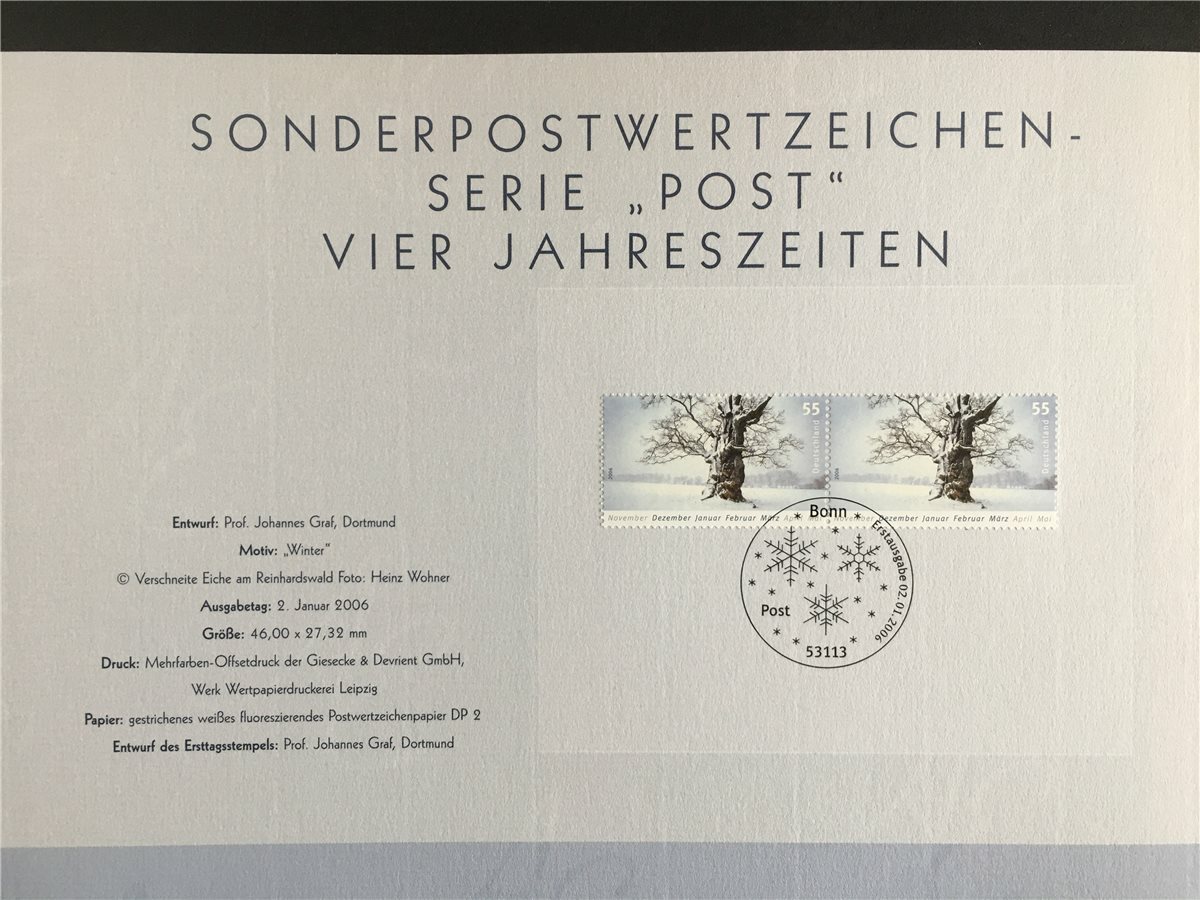 SONDERPOSTWERTZEICHEN-
SERIE „POST“
VIER JAHRESZEITEN
Entwurf: Prof. Johannes Graf, Dortmund
Motiv: „Winter“
© Verschneite Eiche am Reinhardswald Foto: Heinz Wohner
Ausgabetag: 2. Januar 2006
Größe: 46,00 x 27,32 mm
Druck: Mehrfarben-Offsetdruck der Giesecke & Devrient GmbH,
Werk Wertpapierdruckerei Leipzig
Papier: gestrichenes weißes fluoreszierendes Postwertzeichenpapier DP 2
Entwurf des Ersttagsstempels: Prof. Johannes Graf, Dortmund
55
Deutschland
2006
November Dezember Januar Februar März April Mai
55
Deutschland
2006
November Dezember Januar Februar März April Mai
Bonn
Erstausgabe 02.01.2006
Post
53113